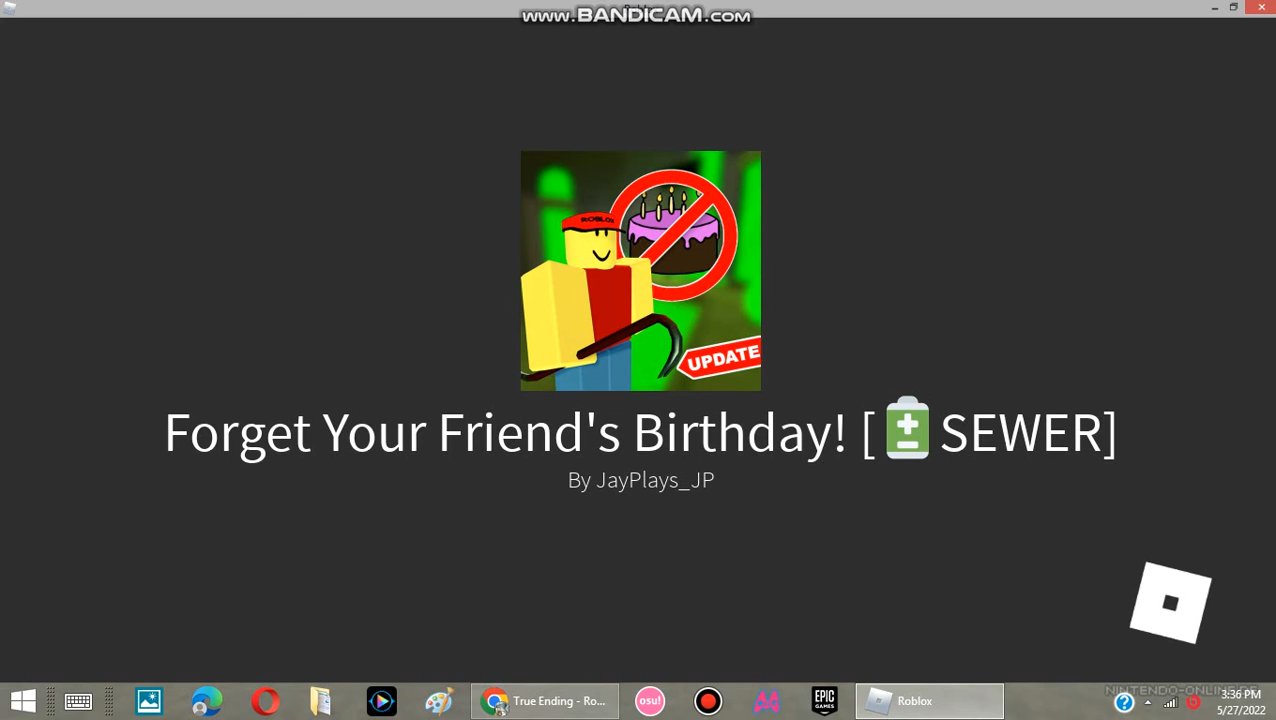 www.BANDICAM.com
ROBLOX
UPDATE
Forget Your Friend's Birthday! [🔋SEWER]
By JayPlays_JP
True Ending - Ro...
osu!
EPIC
GAMES
Roblox
3:36 PM
5/27/2022